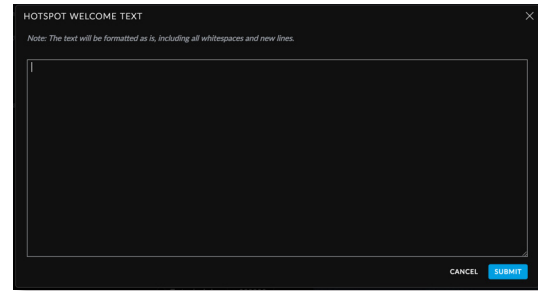 HOTSPOT WELCOME TEXT
Note: The text will be formatted as is, including all whitespaces and new lines.
CANCEL SUBMIT